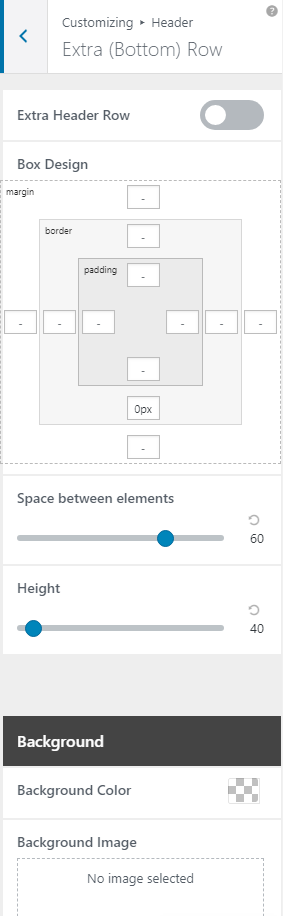 Customizing ▸ Header
Extra (Bottom) Row
Extra Header Row
Box Design
margin
-
border
-
padding
-
- - - - - -
-
0px
-
Space between elements
60
Height
40
Background
Background Color
Background Image
No image selected